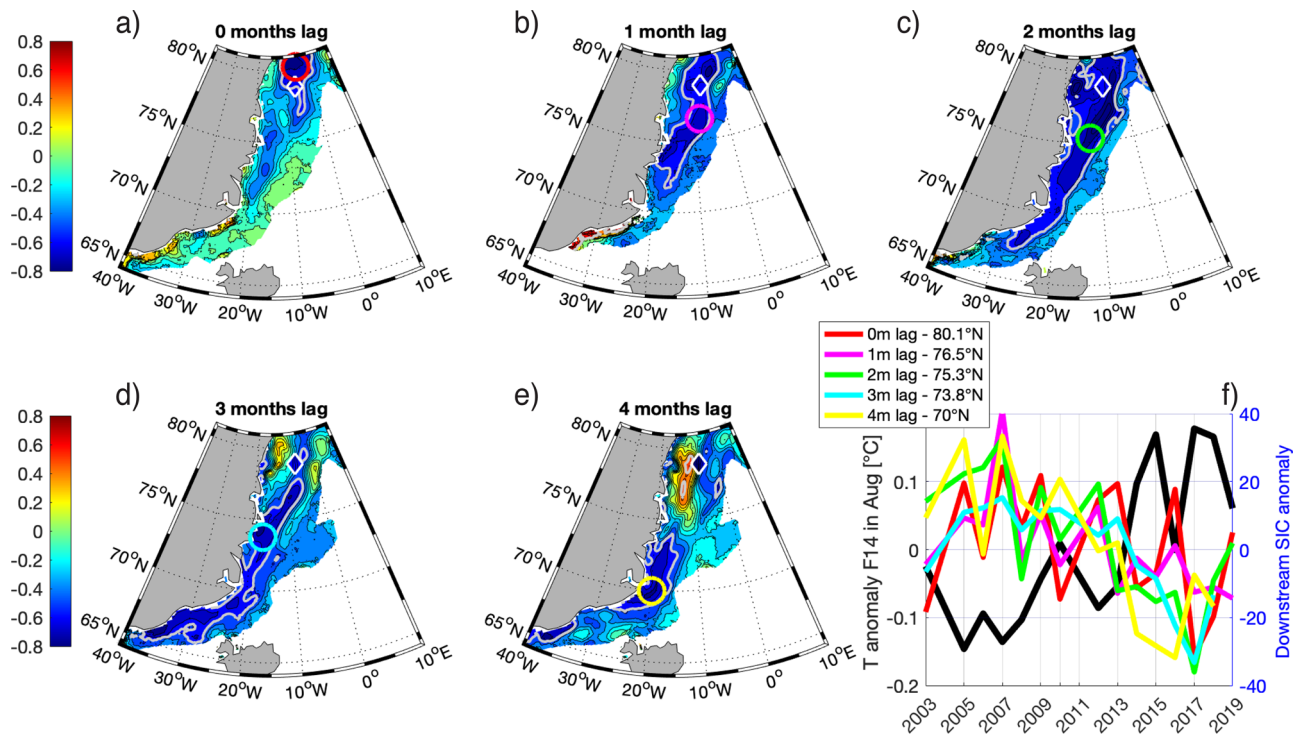 a)
0 months lag
0.8
0.6
0.4
0.2
0
-0.2
-0.4
-0.6
-0.8
80°N
75°N
70°N
65°N
40°W
30°W
20°W
10°W
0°
10°E
b)
1 month lag
80°N
75°N
70°N
65°N
40°W
30°W
20°W
10°W
0°
10°E
c)
2 months lag
80°N
75°N
70°N
65°N
40°W
30°W
20°W
10°W
0°
10°E
d)
3 months lag
0.8
0.6
0.4
0.2
0
-0.2
-0.4
-0.6
-0.8
80°N
75°N
70°N
65°N
40°W
30°W
20°W
10°W
0°
10°E
e)
4 months lag
80°N
75°N
70°N
65°N
40°W
30°W
20°W
10°W
0°
10°E
0m lag - 80.1°N
1m lag - 76.5°N
2m lag - 75.3°N
3m lag - 73.8°N
4m lag - 70°N
f)
T anomaly F14 in Aug [°C]
0.1
0
-0.1
-0.2
40
20
0
-20
-40
Downstream SIC anomaly
2003
2005
2007
2009
2011
2013
2015
2017
2019